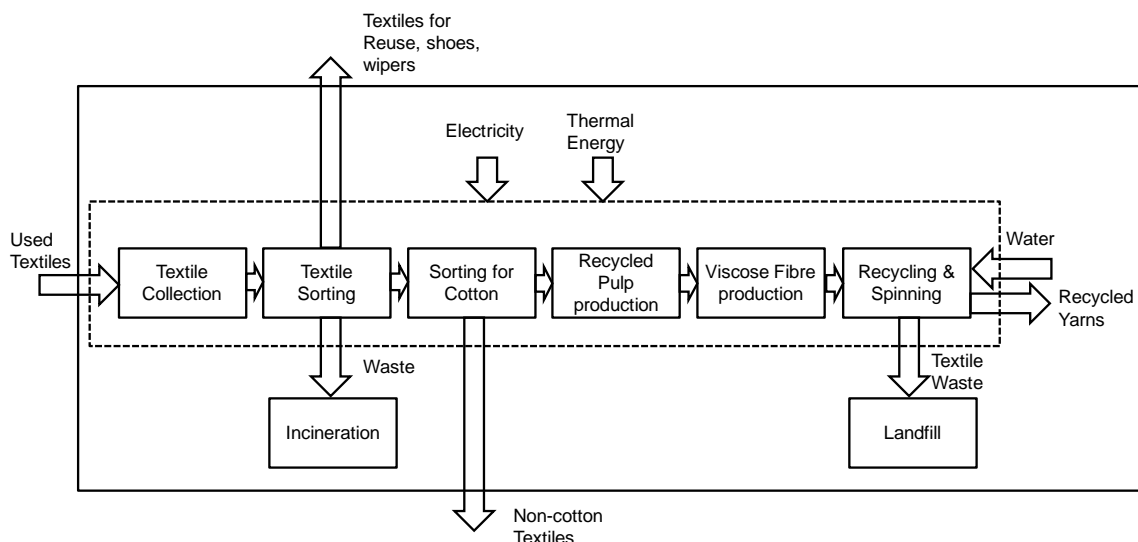 Textiles for
Reuse, shoes,
wipers
Electricity
Thermal
Energy
Used
Textiles
Textile
Collection
Textile
Sorting
Sorting for
Cotton
Recycled
Pulp
production
Viscose Fibre
production
Recycling &
Spinning
Water
Recycled
Yarns
Waste
Textile
Waste
Incineration
Landfill
Non-cotton
Textiles